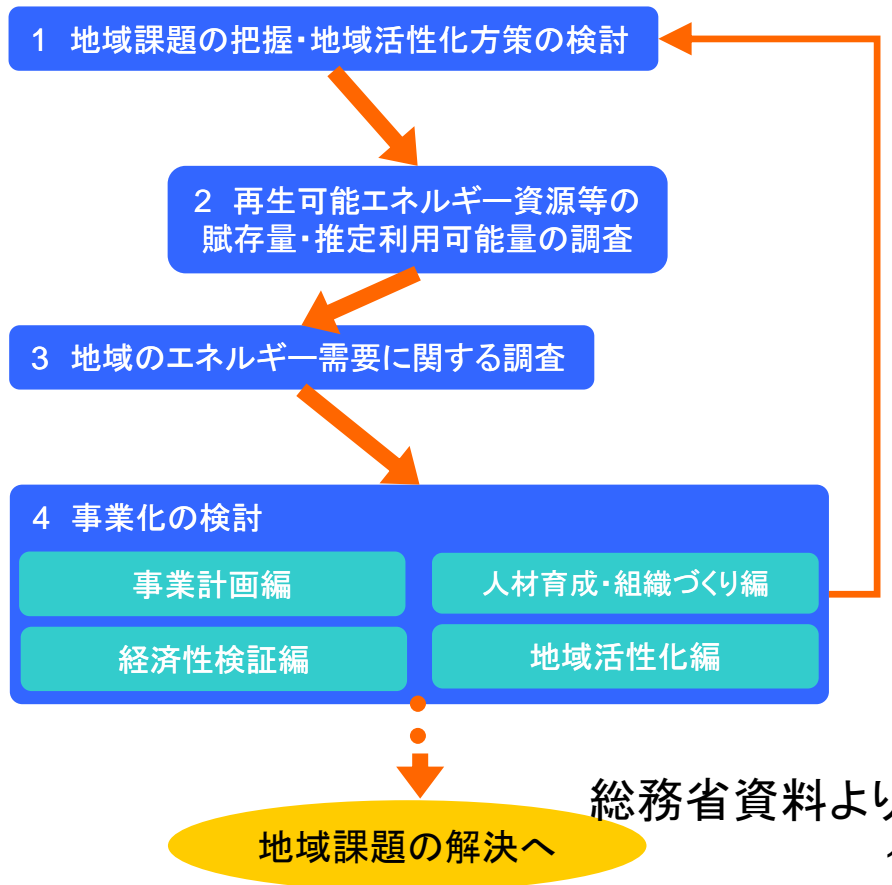 1 地域課題の把握・地域活性化方策の検討
2 再生可能エネルギー資源等の
賦存量・推定利用可能量の調査
3 地域のエネルギー需要に関する調査
4 事業化の検討
事業計画編
人材育成・組織づくり編
経済性検証編
地域活性化編
総務省資料より
地域課題の解決へ